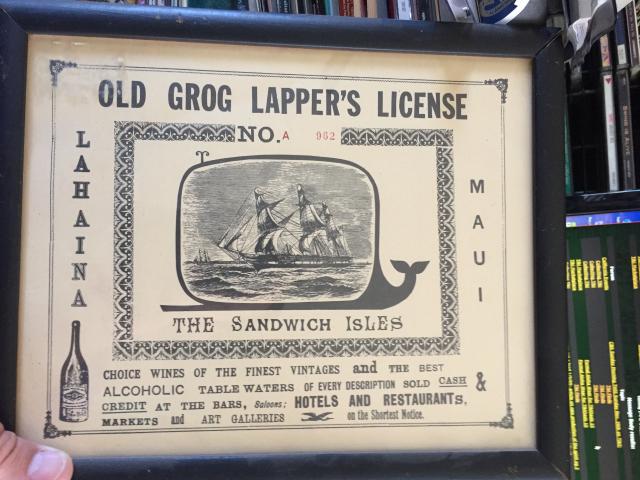 OLD GROG LAPPER'S LICENSE
NO. A 962
LAHAINA
MAUI
THE SANDWICH ISLES
CHOICE WINES OF THE FINEST VINTAGES and THE BEST
ALCOHOLIC TABLE WATERS OF EVERY DESCRIPTION SOLD CASH &
CREDIT AT THE BARS, Saloons; HOTELS AND RESTAURANTS,
MARKETS and ART GALLERIES on the Shortest Notice.